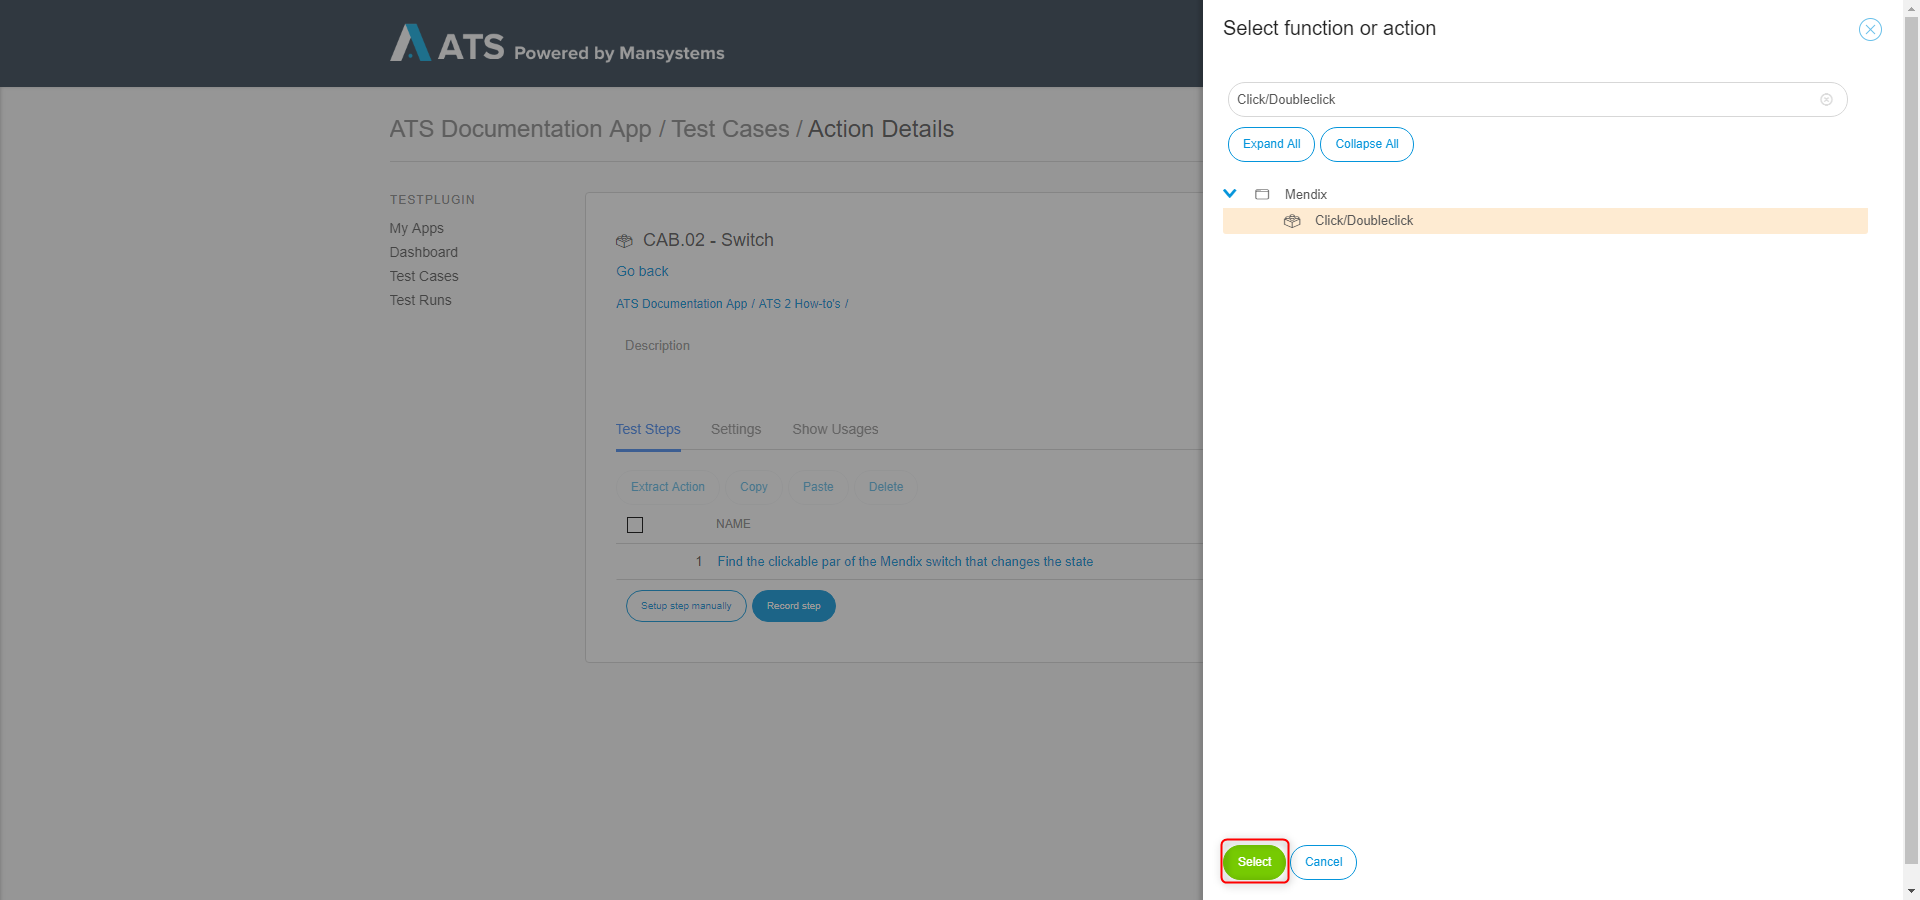 ATS Powered by Mansystems
ATS Documentation App / Test Cases / Action Details
TESTPLUGIN
My Apps
Dashboard
Test Cases
Test Runs
CAB.02 - Switch
Go back
ATS Documentation App / ATS 2 How-to's /
Description
Test Steps Settings Show Usages
Extract Action Copy Paste Delete
NAME
1 Find the clickable par of the Mendix switch that changes the state
Setup step manually Record step
Select function or action
Click/Doubleclick
Expand All Collapse All
Mendix
Click/Doubleclick
Select Cancel